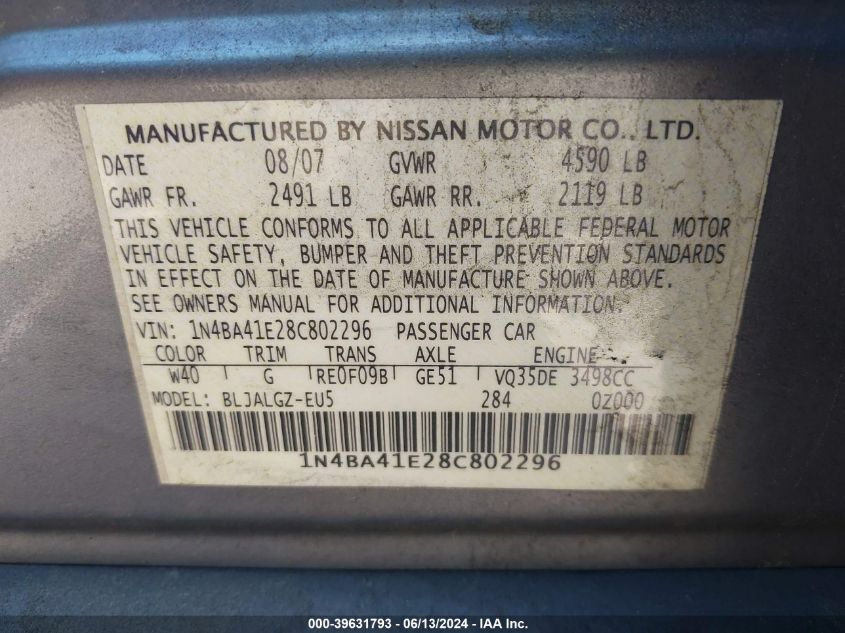 MANUFACTURED BY NISSAN MOTOR CO., LTD.
DATE 08/07 GVWR 4590 LB
GAWR FR. 2491 LB GAWR RR. 2119 LB
THIS VEHICLE CONFORMS TO ALL APPLICABLE FEDERAL MOTOR
VEHICLE SAFETY, BUMPER AND THEFT PREVENTION STANDARDS
IN EFFECT ON THE DATE OF MANUFACTURE SHOWN ABOVE.
SEE OWNERS MANUAL FOR ADDITIONAL INFORMATION.
VIN: 1N4BA41E28C802296 PASSENGER CAR
COLOR TRIM TRANS AXLE ENGINE
W40 G RE0F09B GE51 VQ35DE 3498CC
MODEL: BLJALGZ-EU5 284 0Z000
1N4BA41E28C802296
000-39631793 - 06/13/2024 - IAA Inc.